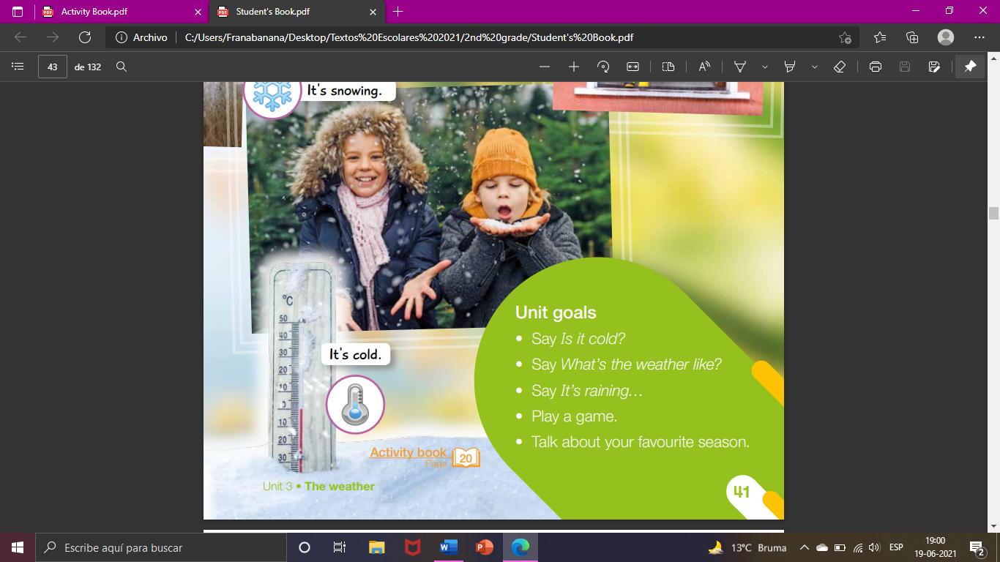 Activity Book.pdf
Student's Book.pdf
Archivo
C:/Users/Franabanana/Desktop/Textos%20Escolares%202021/2nd%20grade/Student's%20Book.pdf
43
de 132
It's snowing.
°C
50
40
30
20
10
0
10
20
30
It's cold.
Unit goals
• Say Is it cold?
• Say What's the weather like?
• Say It's raining...
• Play a game.
• Talk about your favourite season.
Activity book
Page
20
Unit 3 • The weather
41
Escribe aquí para buscar
13°C Bruma
ESP
19:00
19-06-2021
2